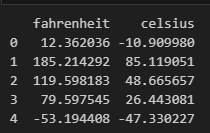 fahrenheit celsius
0 12.362036 -10.909980
1 185.214292 85.119051
2 119.598183 48.665657
3 79.597545 26.443081
4 -53.194408 -47.330227